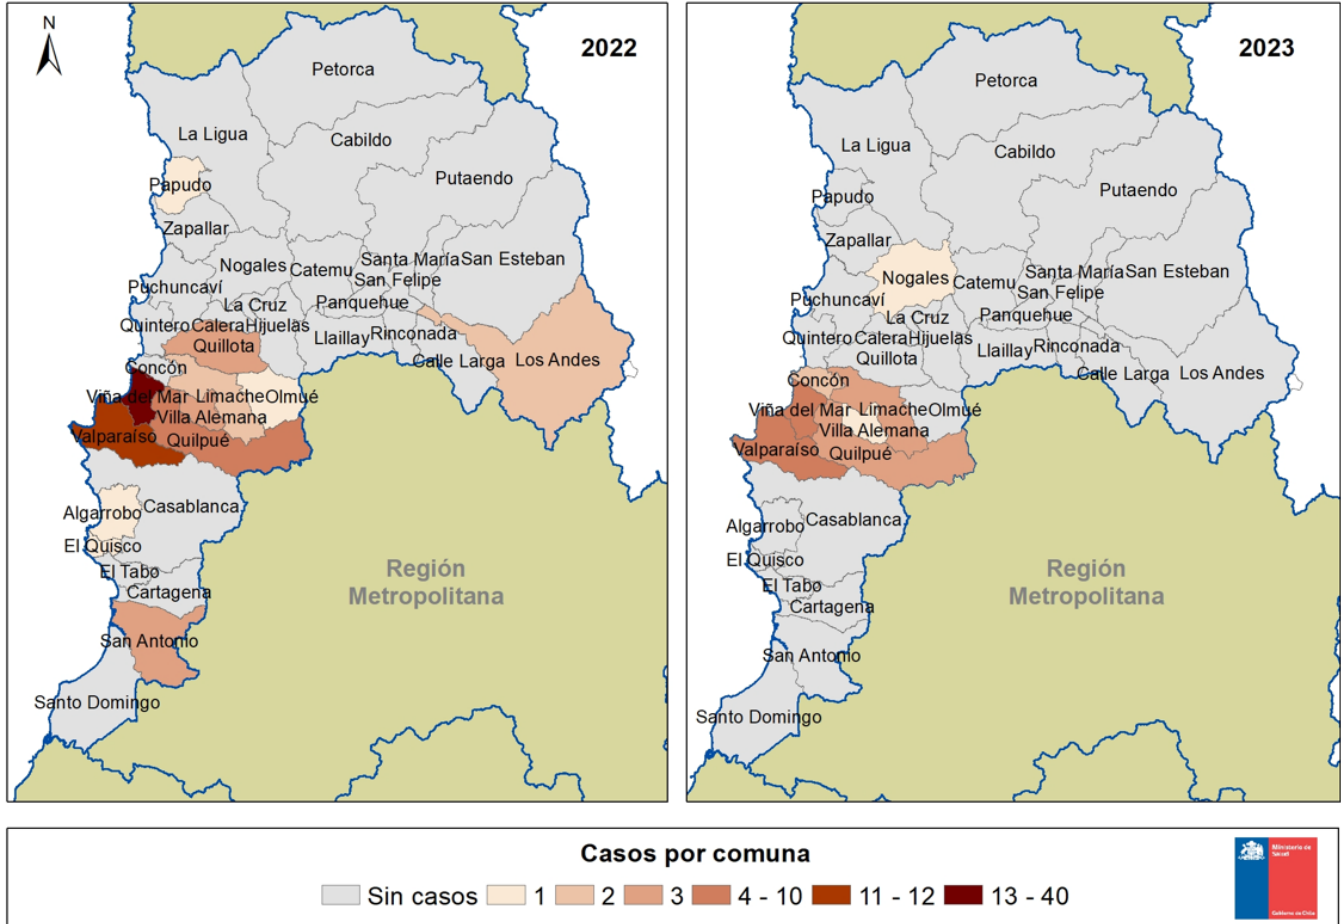 N
2022
Petorca
La Ligua
Cabildo
Putaendo
Papudo
Zapallar
Santa María
San Esteban
Nogales
Catemu
San Felipe
Puchuncaví
La Cruz
Panquehue
Quintero
Calera
Hijuelas
Llaillay
Rinconada
Quillota
Calle Larga
Los Andes
Concón
Viña del Mar
Limache
Olmué
Villa Alemana
Valparaíso
Quilpué
Algarrobo
Casablanca
El Quisco
El Tabo
Cartagena
Región
Metropolitana
San Antonio
Santo Domingo
2023
Petorca
La Ligua
Cabildo
Putaendo
Papudo
Zapallar
Santa María
San Esteban
Nogales
Catemu
San Felipe
Puchuncaví
La Cruz
Panquehue
Quintero
Calera
Hijuelas
Llaillay
Rinconada
Quillota
Calle Larga
Los Andes
Concón
Viña del Mar
Limache
Olmué
Villa Alemana
Valparaíso
Quilpué
Algarrobo
Casablanca
El Quisco
El Tabo
Cartagena
Región
Metropolitana
San Antonio
Santo Domingo
Casos por comuna
Sin casos 1 2 3 4 - 10 11 - 12 13 - 40
Ministerio de
Salud
Gobierno de Chile